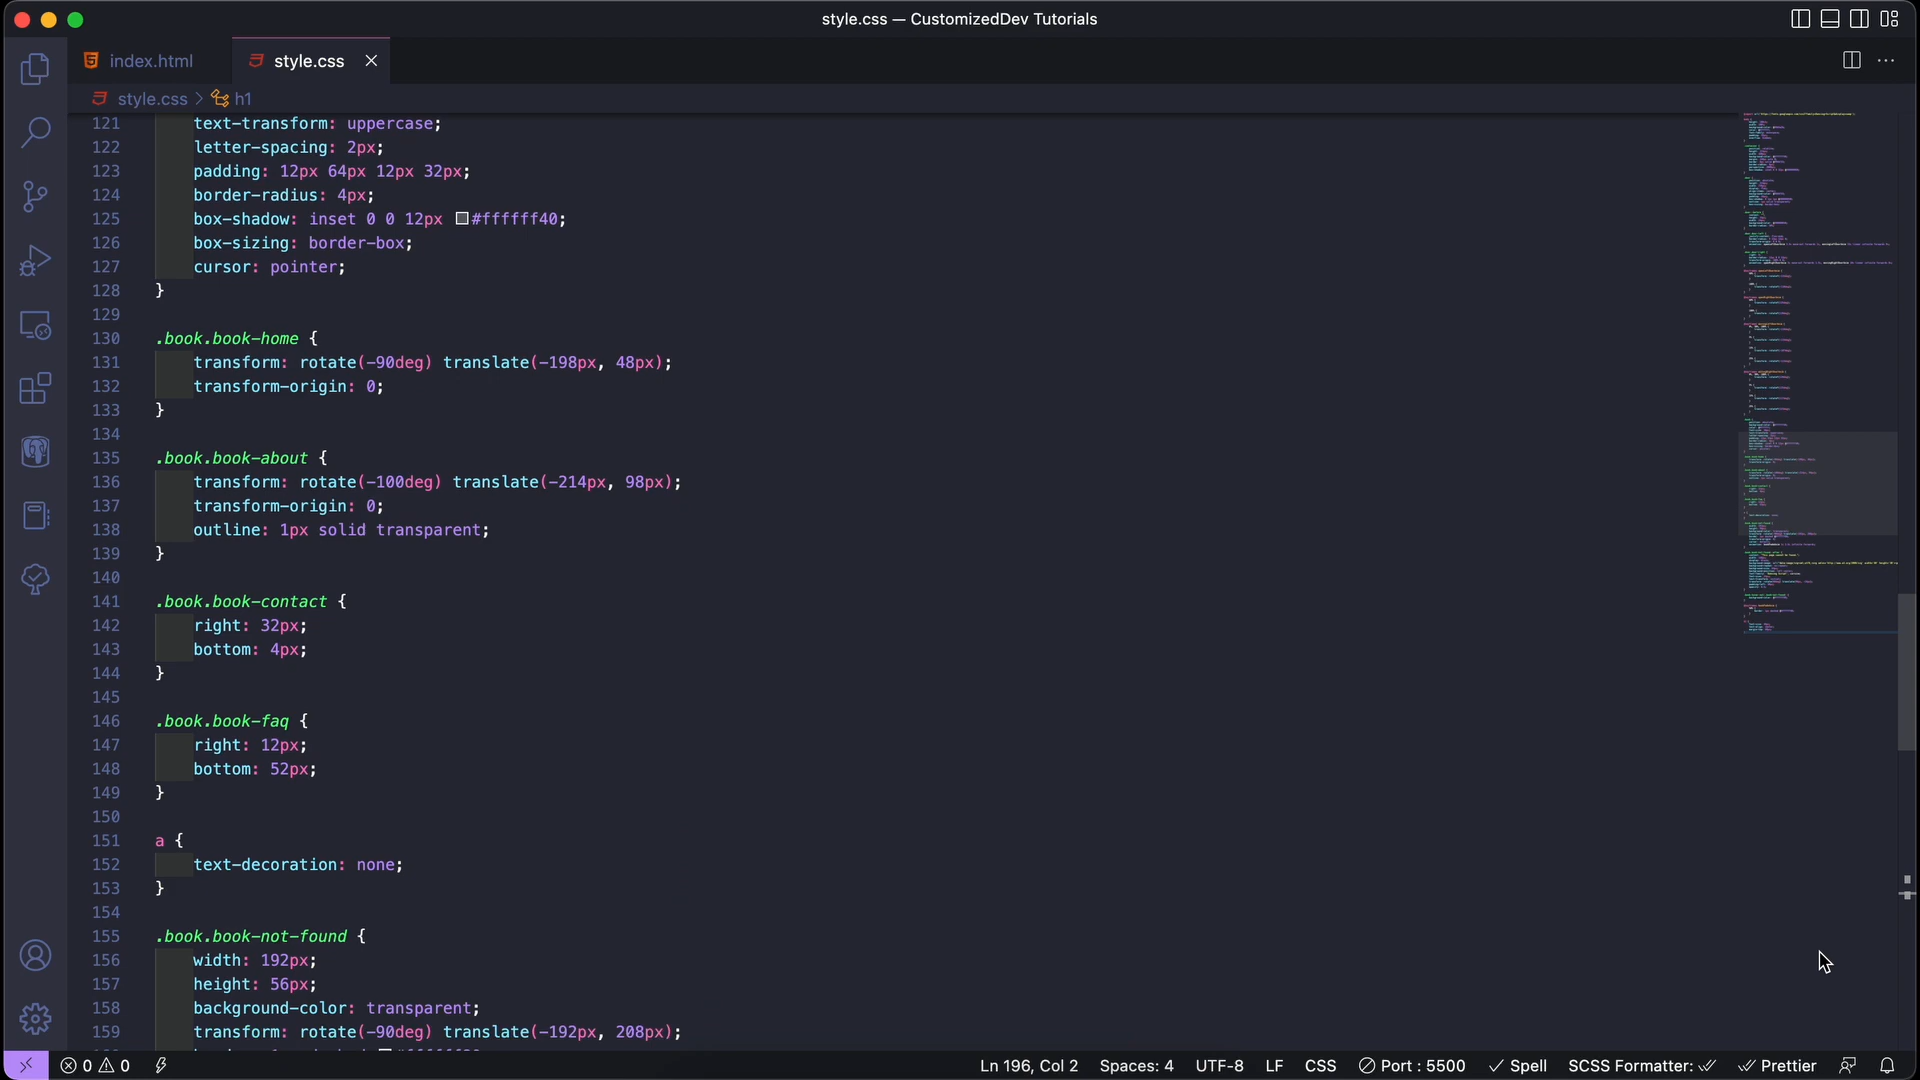 style.css — CustomizedDev Tutorials
index.html
style.css
style.css > h1
121 text-transform: uppercase;
122 letter-spacing: 2px;
123 padding: 12px 64px 12px 32px;
124 border-radius: 4px;
125 box-shadow: inset 0 0 12px #ffffff40;
126 box-sizing: border-box;
127 cursor: pointer;
128 }
129
130 .book.book-home {
131 transform: rotate(-90deg) translate(-198px, 48px);
132 transform-origin: 0;
133 }
134
135 .book.book-about {
136 transform: rotate(-100deg) translate(-214px, 98px);
137 transform-origin: 0;
138 outline: 1px solid transparent;
139 }
140
141 .book.book-contact {
142 right: 32px;
143 bottom: 4px;
144 }
145
146 .book.book-faq {
147 right: 12px;
148 bottom: 52px;
149 }
150
151 a {
152 text-decoration: none;
153 }
154
155 .book.book-not-found {
156 width: 192px;
157 height: 56px;
158 background-color: transparent;
159 transform: rotate(-90deg) translate(-192px, 208px);
0 0 Ln 196, Col 2 Spaces: 4 UTF-8 LF CSS Port : 5500 Spell SCSS Formatter: Prettier